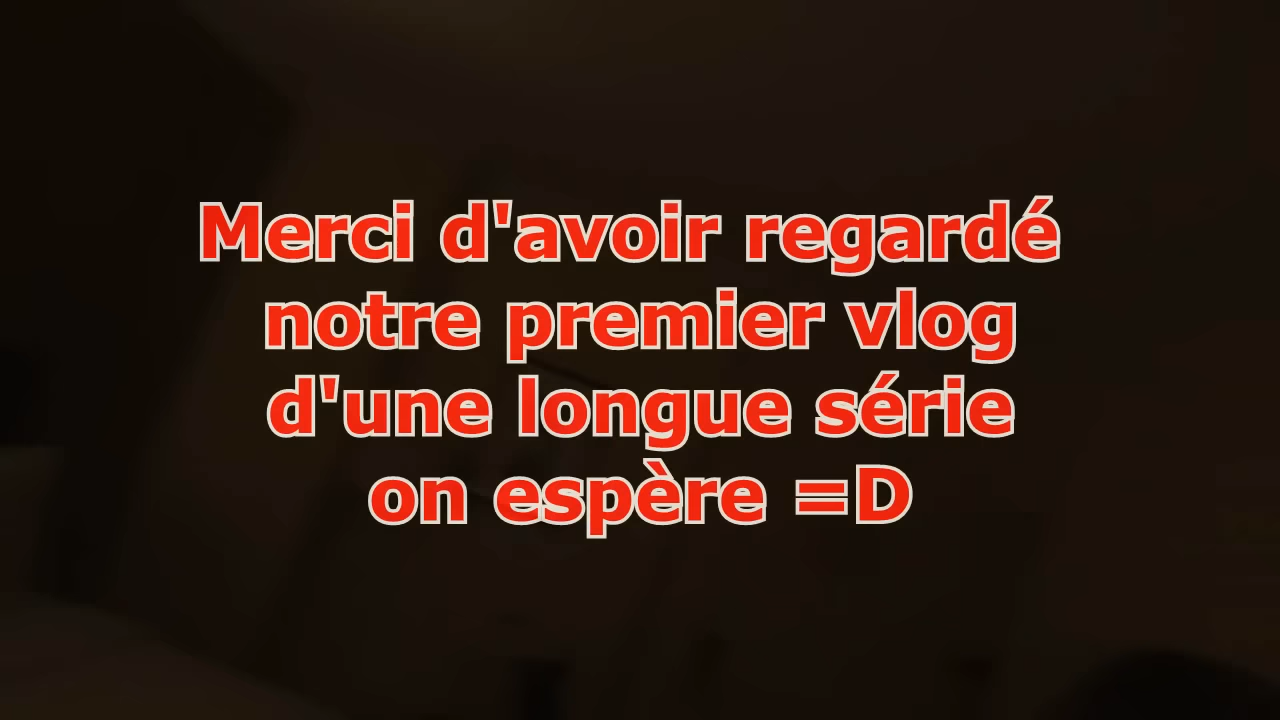 Merci d'avoir regardé
notre premier vlog
d'une longue série
on espère =D